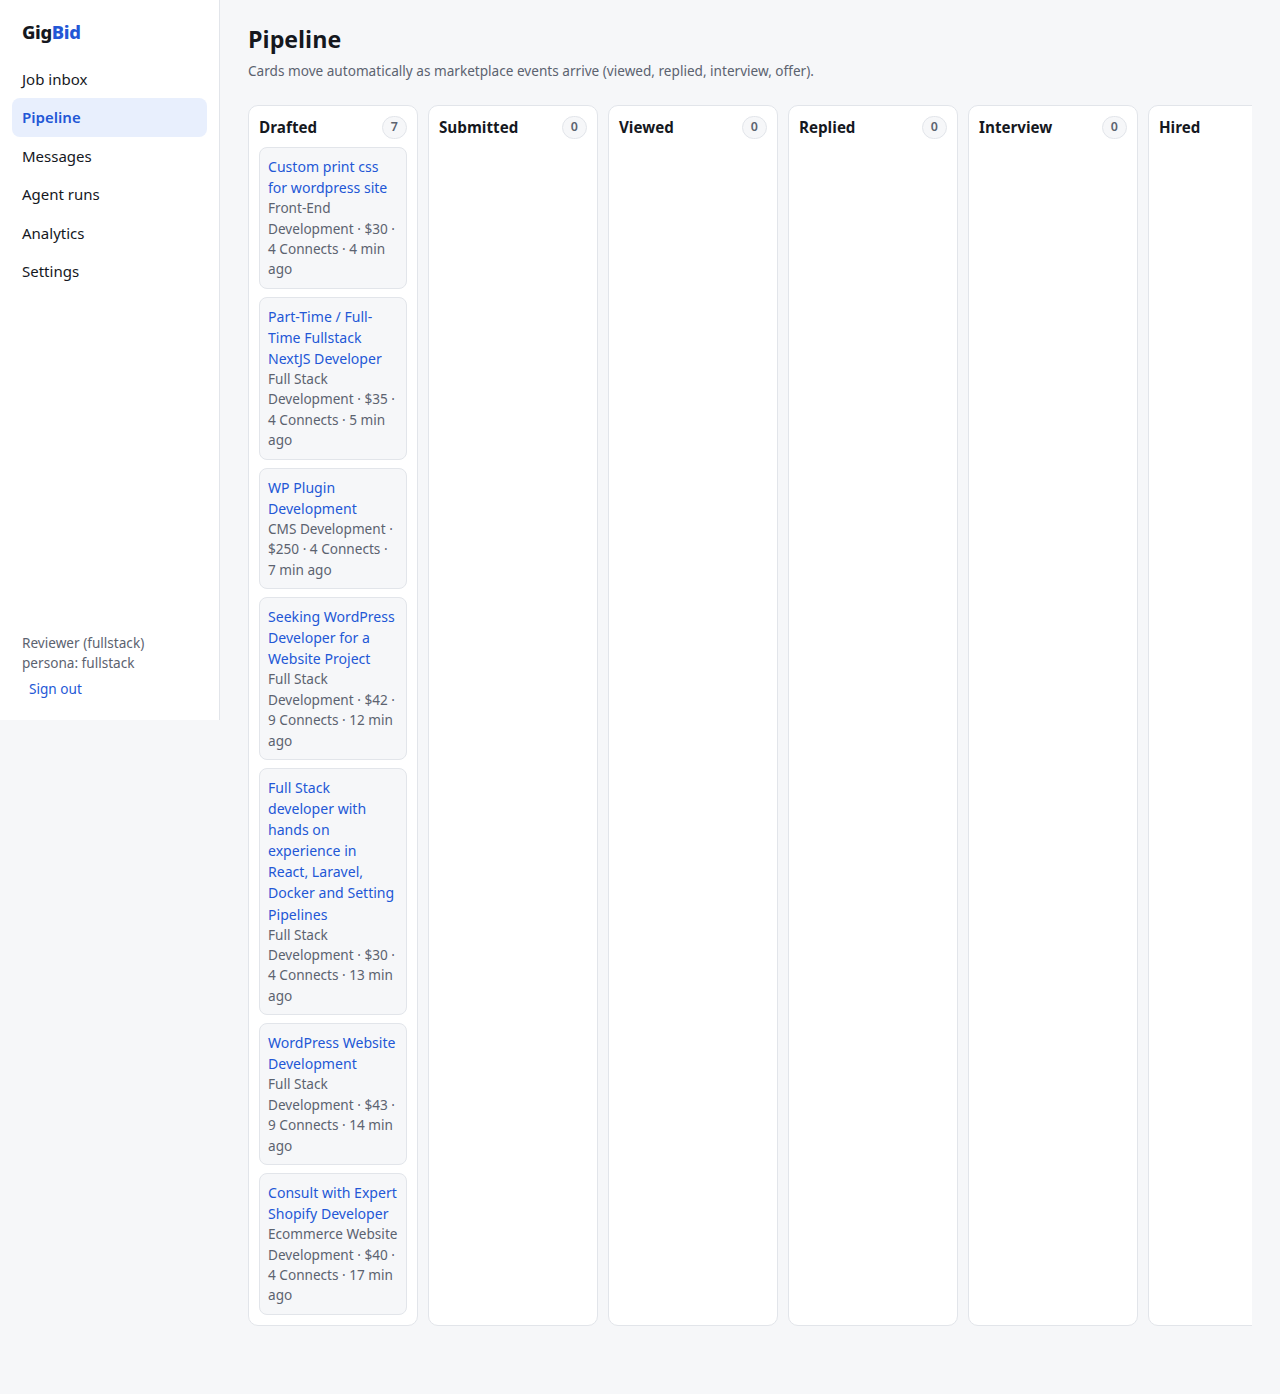 GigBid
Job inbox
Pipeline
Messages
Agent runs
Analytics
Settings
Reviewer (fullstack)
persona: fullstack
Sign out
Pipeline
Cards move automatically as marketplace events arrive (viewed, replied, interview, offer).
Drafted 7
Custom print css
for wordpress site
Front-End
Development · $30 ·
4 Connects · 4 min
ago
Part-Time / Full-
Time Fullstack
NextJS Developer
Full Stack
Development · $35 ·
4 Connects · 5 min
ago
WP Plugin
Development
CMS Development ·
$250 · 4 Connects ·
7 min ago
Seeking WordPress
Developer for a
Website Project
Full Stack
Development · $42 ·
9 Connects · 12 min
ago
Full Stack
developer with
hands on
experience in
React, Laravel,
Docker and Setting
Pipelines
Full Stack
Development · $30 ·
4 Connects · 13 min
ago
WordPress Website
Development
Full Stack
Development · $43 ·
9 Connects · 14 min
ago
Consult with Expert
Shopify Developer
Ecommerce Website
Development · $40 ·
4 Connects · 17 min
ago
Submitted 0
Viewed 0
Replied 0
Interview 0
Hired